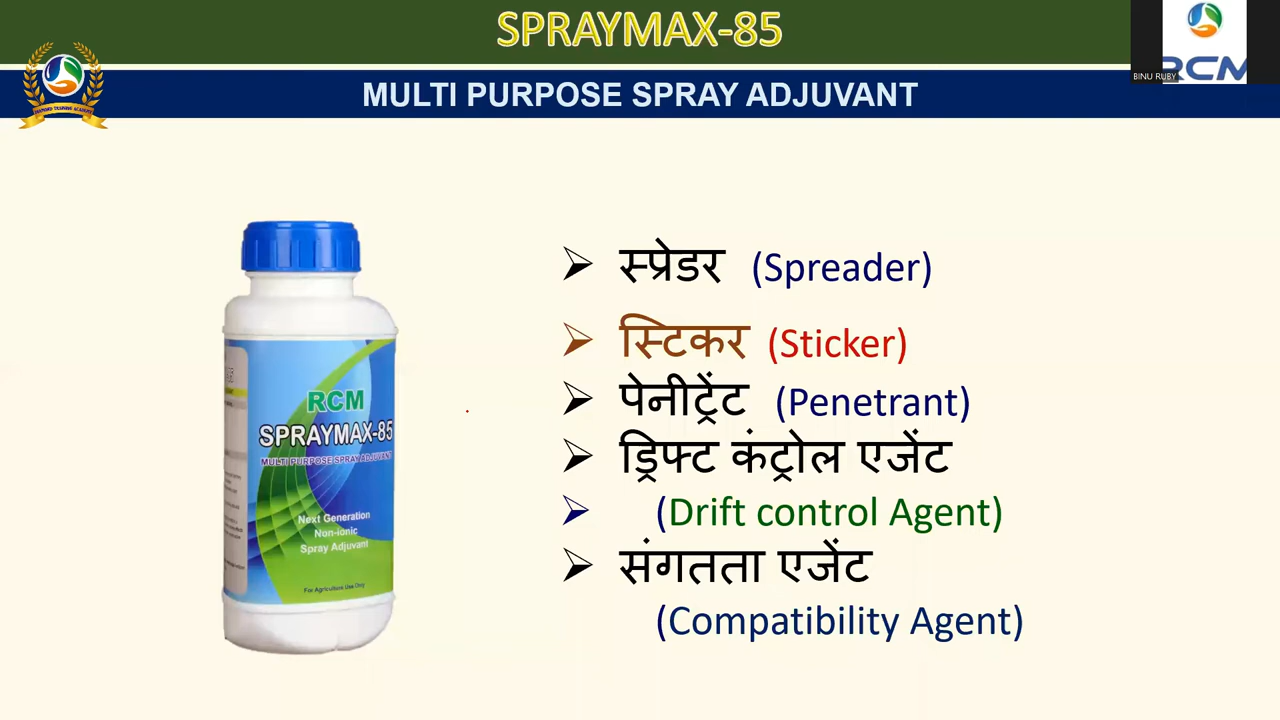 SPRAYMAX-85
BINU RUBY
RCM
MULTI PURPOSE SPRAY ADJUVANT
RCM
SPRAYMAX-85
MULTI PURPOSE SPRAY ADJUVANT
Next Generation
Non-ionic
Spray Adjuvant
For Agriculture Use Only
➢ स्प्रेडर (Spreader)
➢ स्टिकर (Sticker)
➢ पेनीट्रेंट (Penetrant)
➢ ड्रिफ्ट कंट्रोल एजेंट
➢ (Drift control Agent)
➢ संगतता एजेंट
(Compatibility Agent)